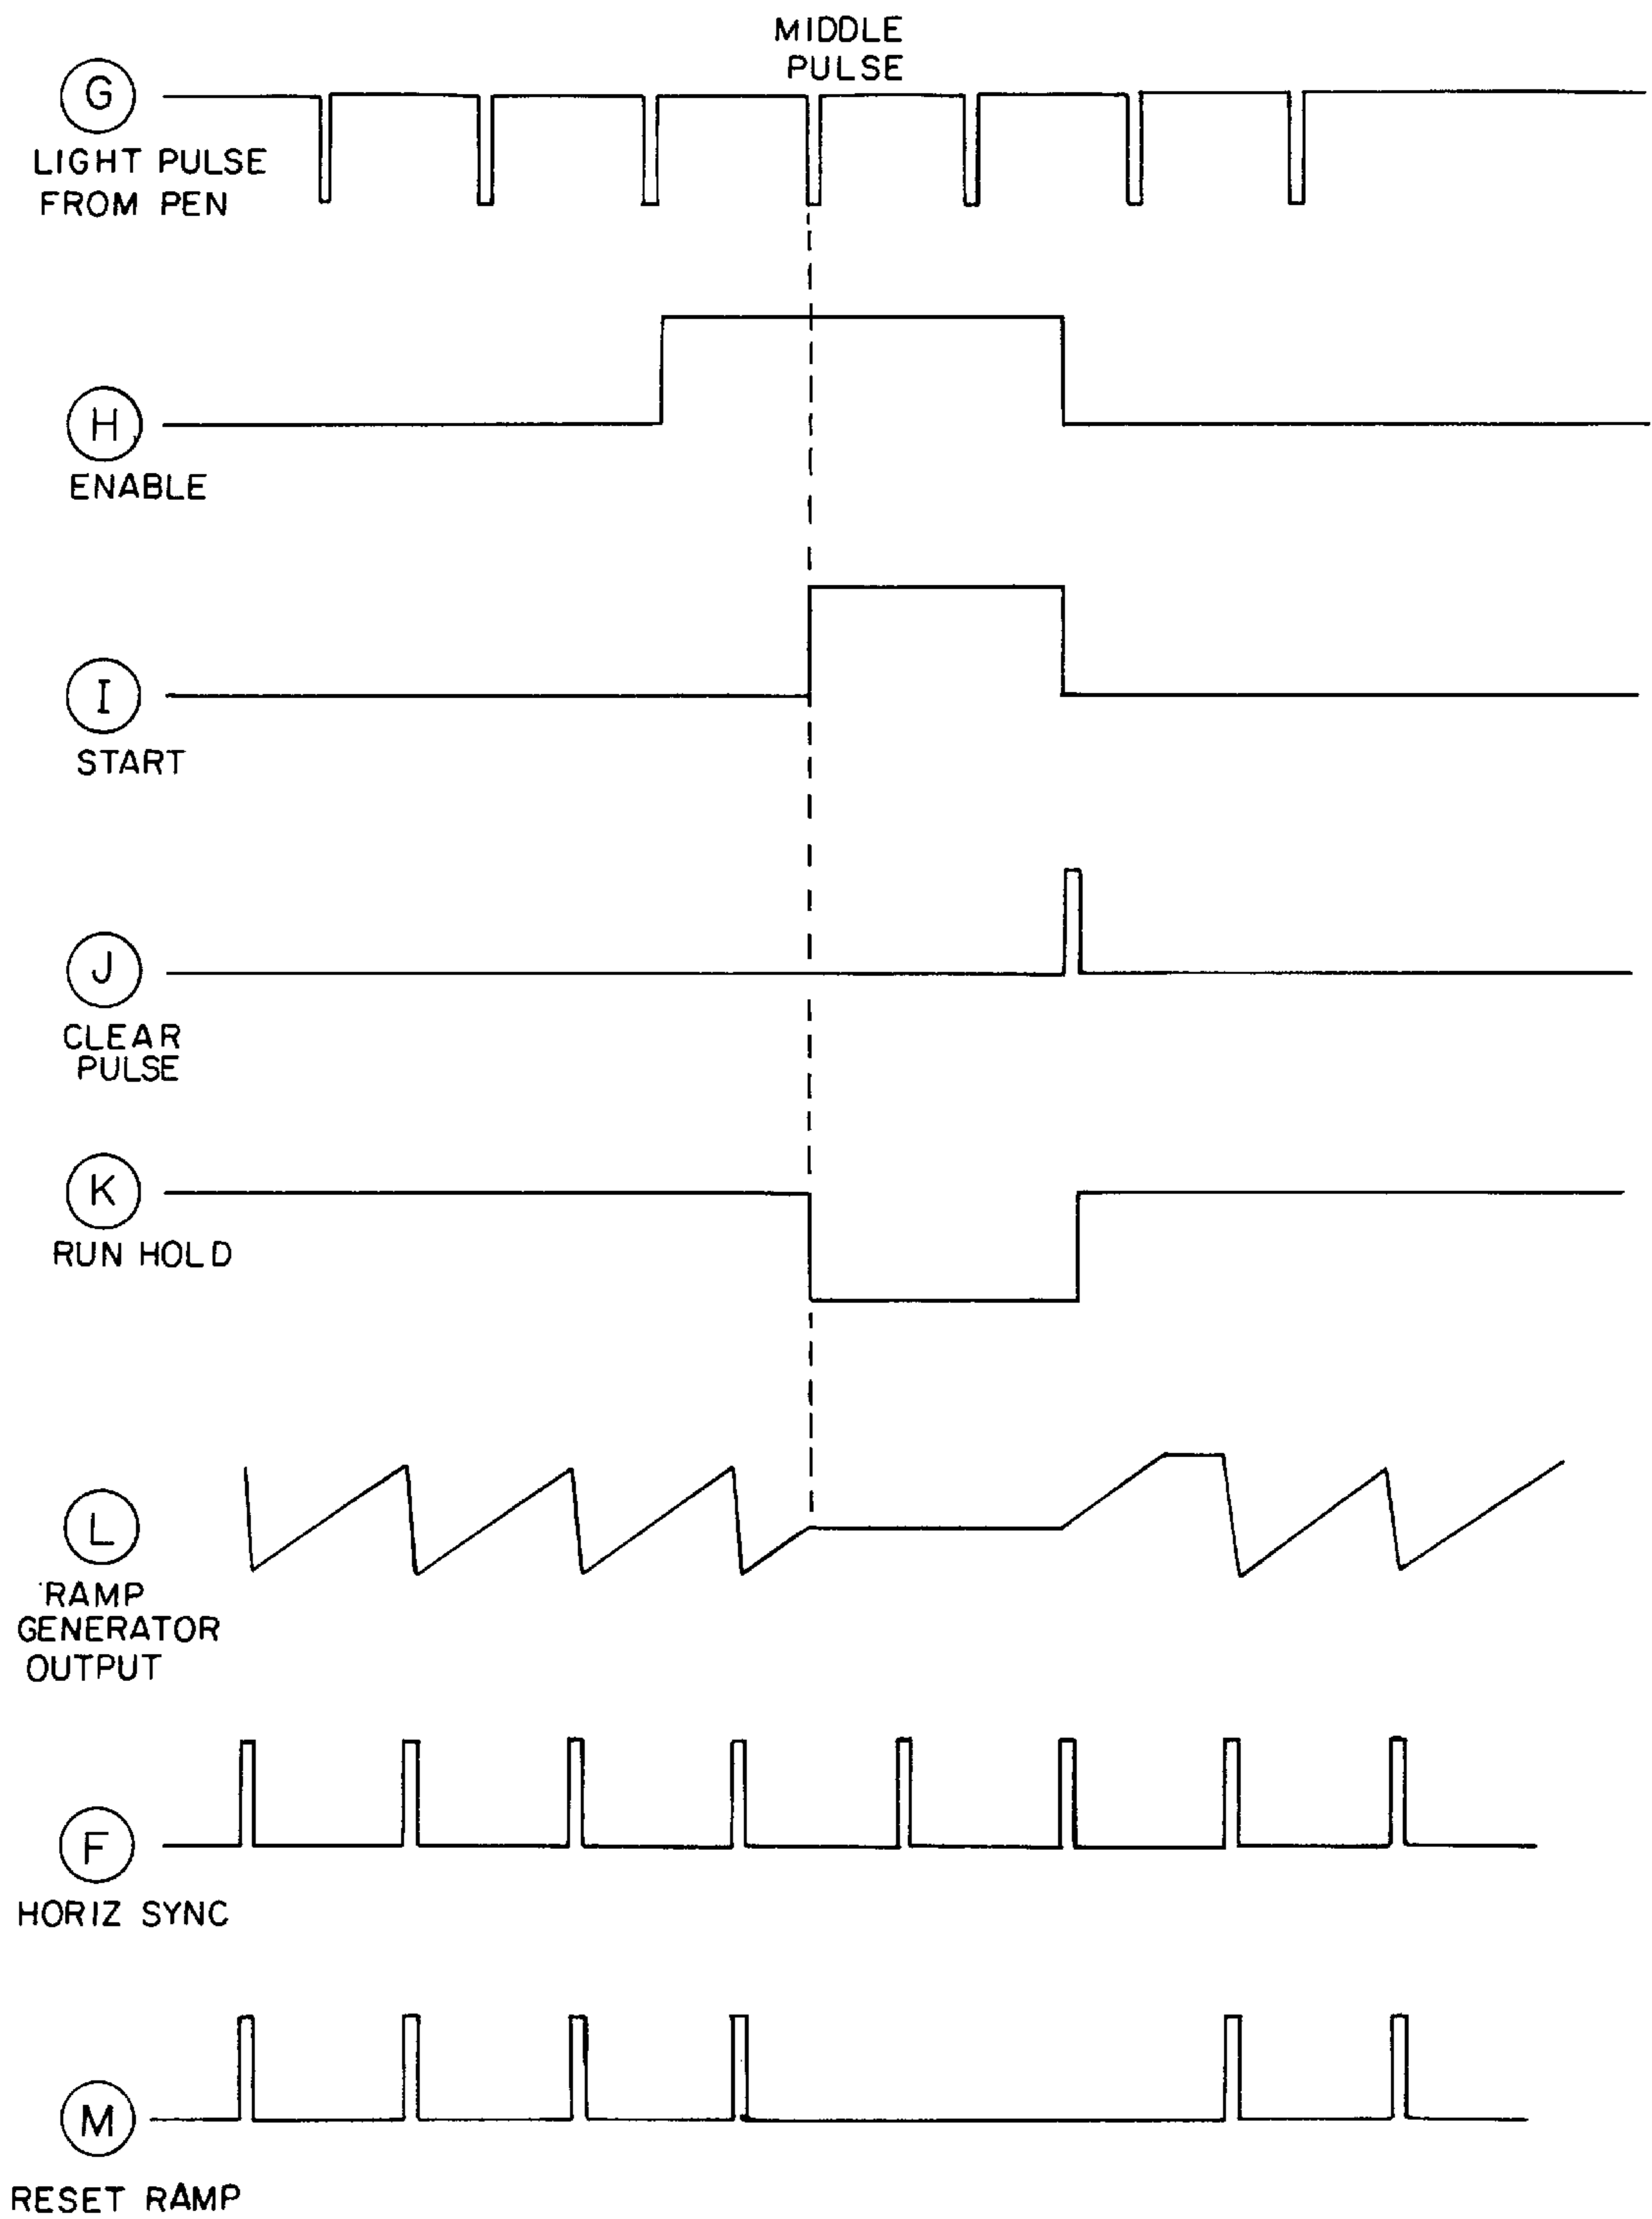 MIDDLE
PULSE
G
LIGHT PULSE
FROM PEN
H
ENABLE
I
START
J
CLEAR
PULSE
K
RUN HOLD
L
RAMP
GENERATOR
OUTPUT
F
HORIZ SYNC
M
RESET RAMP